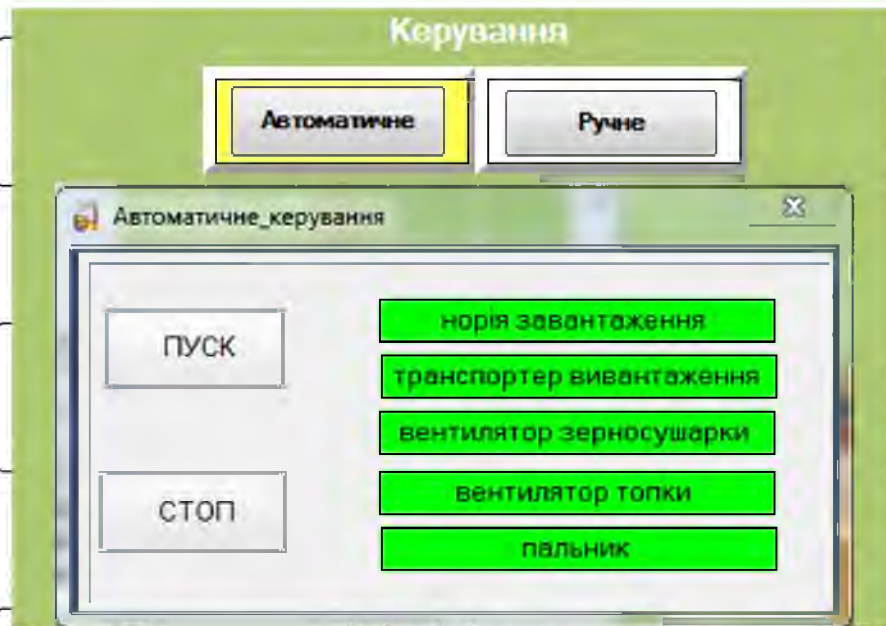 Керування
Автоматичне
Ручне
Автоматичне_керування
ПУСК
СТОП
норія завантаження
транспортер вивантаження
вентилятор зерносушарки
вентилятор топки
пальник